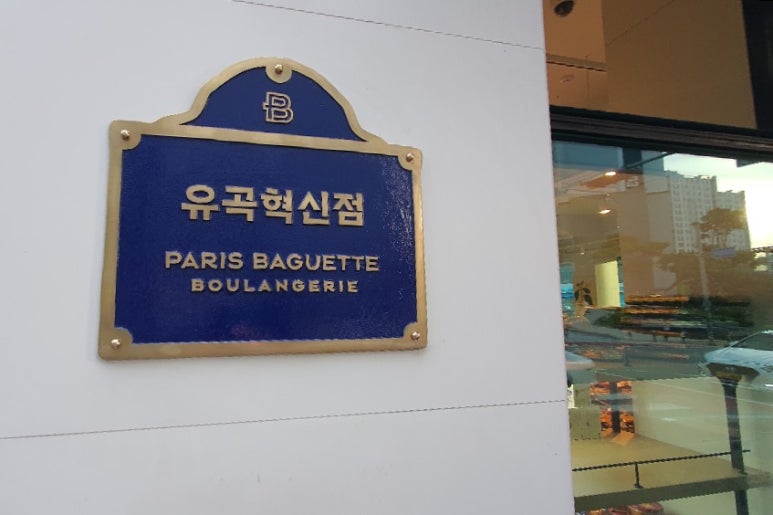 B
유곡혁신점
PARIS BAGUETTE
BOULANGERIE